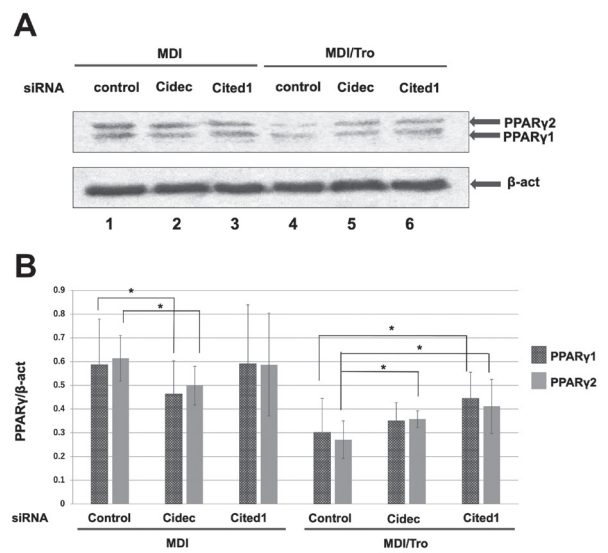 A
MDI MDI/Tro
siRNA control Cidec Cited1 control Cidec Cited1
PPARγ2
PPARγ1
β-act
1 2 3 4 5 6
B
0.9
0.8
0.7
0.6
0.5
0.4
0.3
0.2
0.1
0
PPARγ/β-act
* * * * *
PPARγ1
PPARγ2
siRNA Control Cidec Cited1 Control Cidec Cited1
MDI MDI/Tro